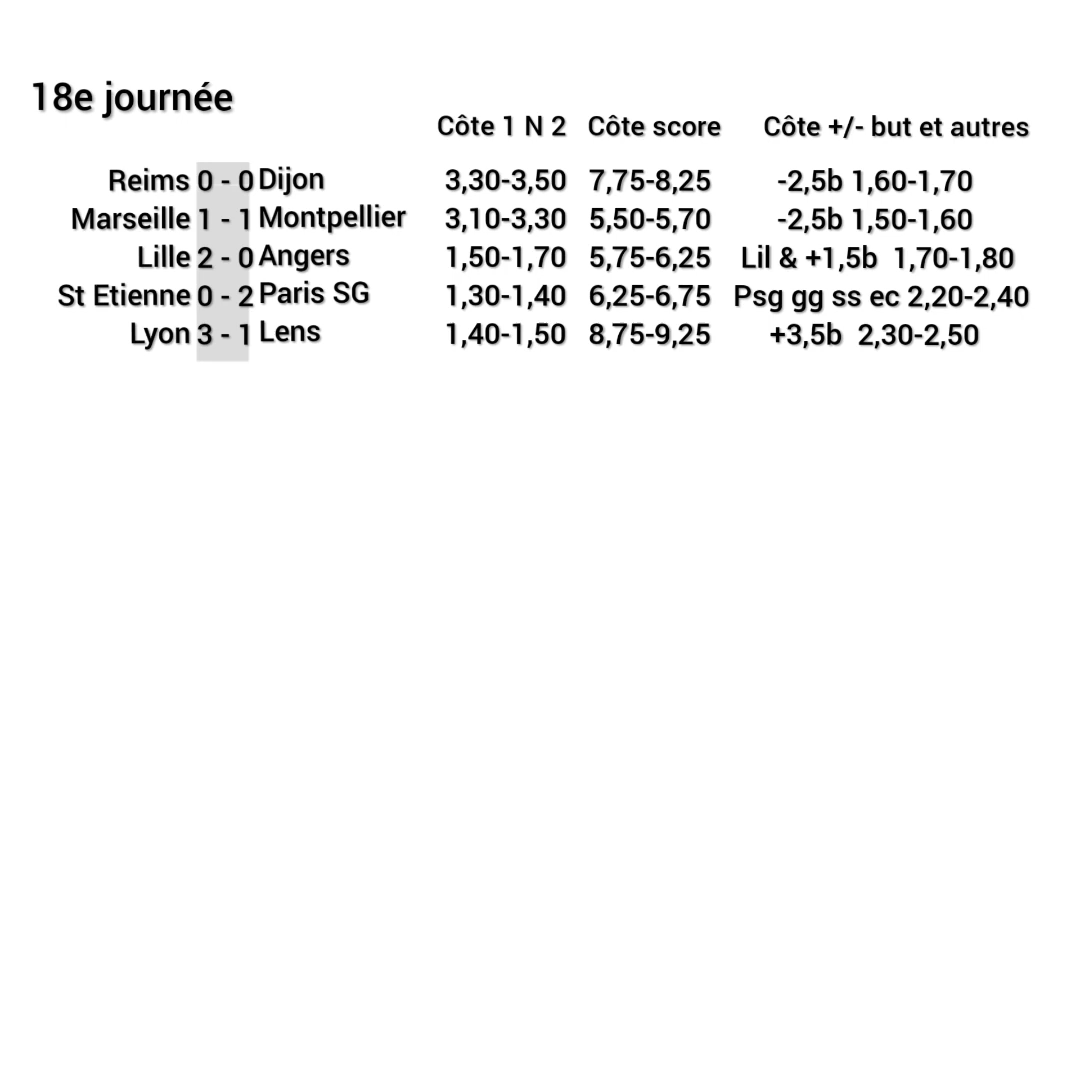 18e journée
Côte 1 N 2 Côte score Côte +/- but et autres
Reims 0 - 0 Dijon 3,30-3,50 7,75-8,25 -2,5b 1,60-1,70
Marseille 1 - 1 Montpellier 3,10-3,30 5,50-5,70 -2,5b 1,50-1,60
Lille 2 - 0 Angers 1,50-1,70 5,75-6,25 Lil & +1,5b 1,70-1,80
St Etienne 0 - 2 Paris SG 1,30-1,40 6,25-6,75 Psg gg ss ec 2,20-2,40
Lyon 3 - 1 Lens 1,40-1,50 8,75-9,25 +3,5b 2,30-2,50